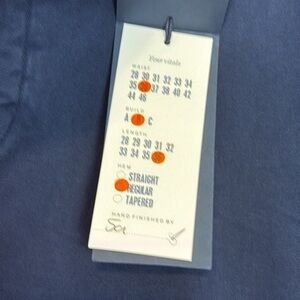 Your vitals
WAIST
28 30 31 32 33 34
35 36 37 38 40 42
44 46
BUILD
A B C
LENGTH
28 29 30 31 32
33 34 35 36
HEM
STRAIGHT
REGULAR
TAPERED
HAND FINISHED BY